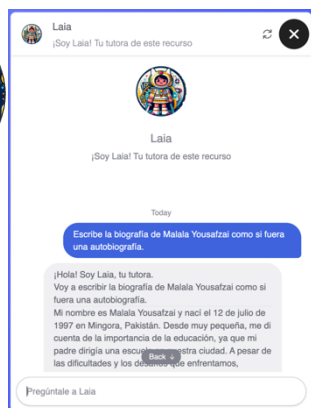 Laia
¡Soy Laia! Tu tutora de este recurso
Laia
¡Soy Laia! Tu tutora de este recurso
Today
Escribe la biografía de Malala Yousafzai como si fuera
una autobiografía.
¡Hola! Soy Laia, tu tutora.
Voy a escribir la biografía de Malala Yousafzai como si
fuera una autobiografía.
Mi nombre es Malala Yousafzai y nací el 12 de julio de
1997 en Mingora, Pakistán. Desde muy pequeña, me di
cuenta de la importancia de la educación, ya que mi
padre dirigía una escuela en nuestra ciudad. A pesar de
las dificultades y los desafíos que enfrentamos,
Back ↓
Pregúntale a Laia